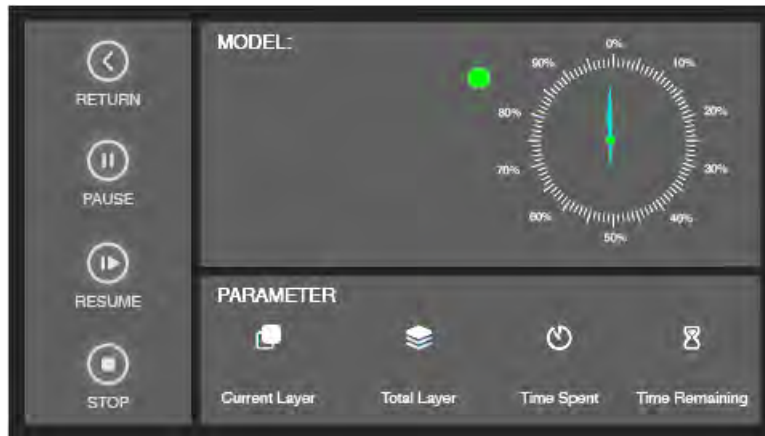 RETURN
PAUSE
RESUME
STOP
MODEL:
0%
10%
20%
30%
40%
50%
60%
70%
80%
90%
PARAMETER
Current Layer
Total Layer
Time Spent
Time Remaining